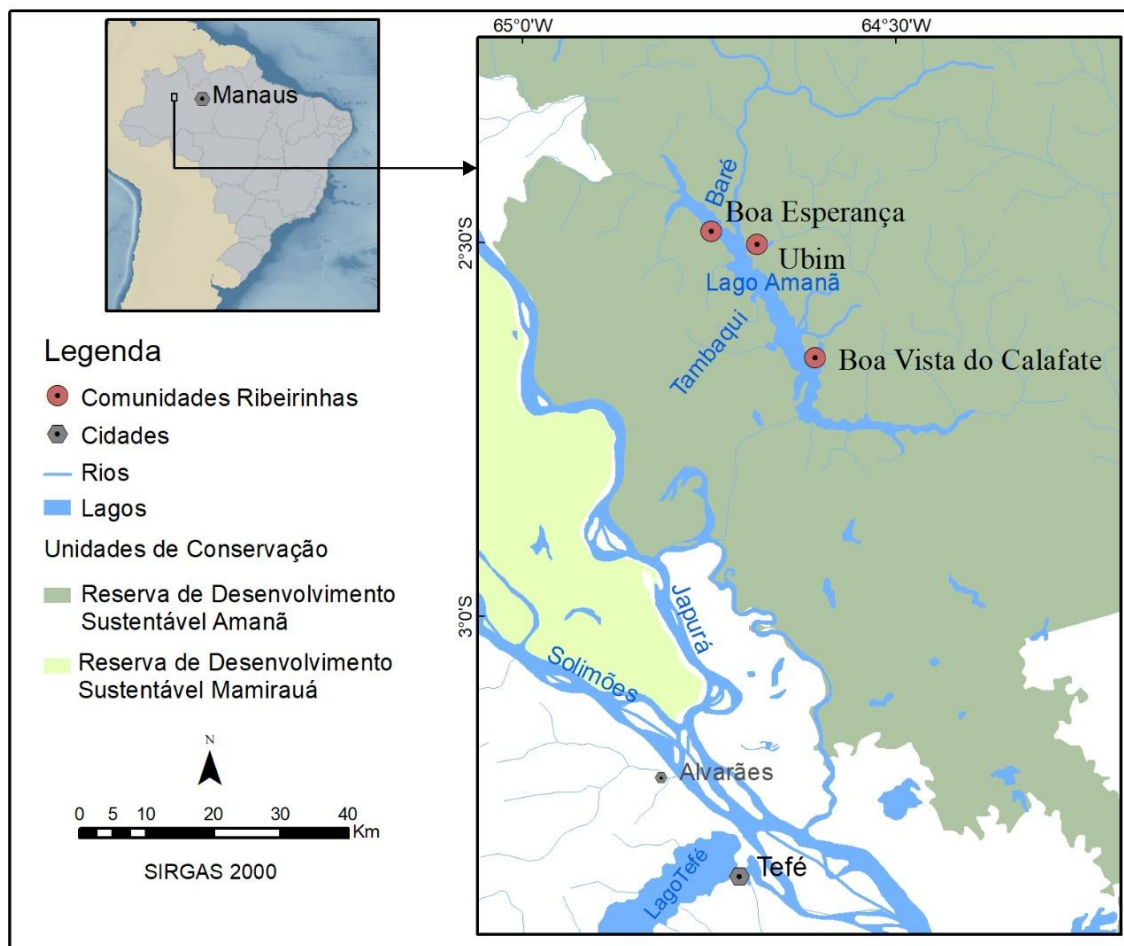 65°0'W
64°30'W
Manaus
Baré
Boa Esperança
2°30'S
Ubim
Lago Amanã
Tambaqui
Boa Vista do Calafate
Legenda
Comunidades Ribeirinhas
Cidades
Rios
Lagos
Unidades de Conservação
Reserva de Desenvolvimento
Sustentável Amanã
Reserva de Desenvolvimento
Sustentável Mamirauá
3°0'S
Japurá
Solimões
Alvarães
Tefé
LagoTefé
N
0 5 10 20 30 40
Km
SIRGAS 2000